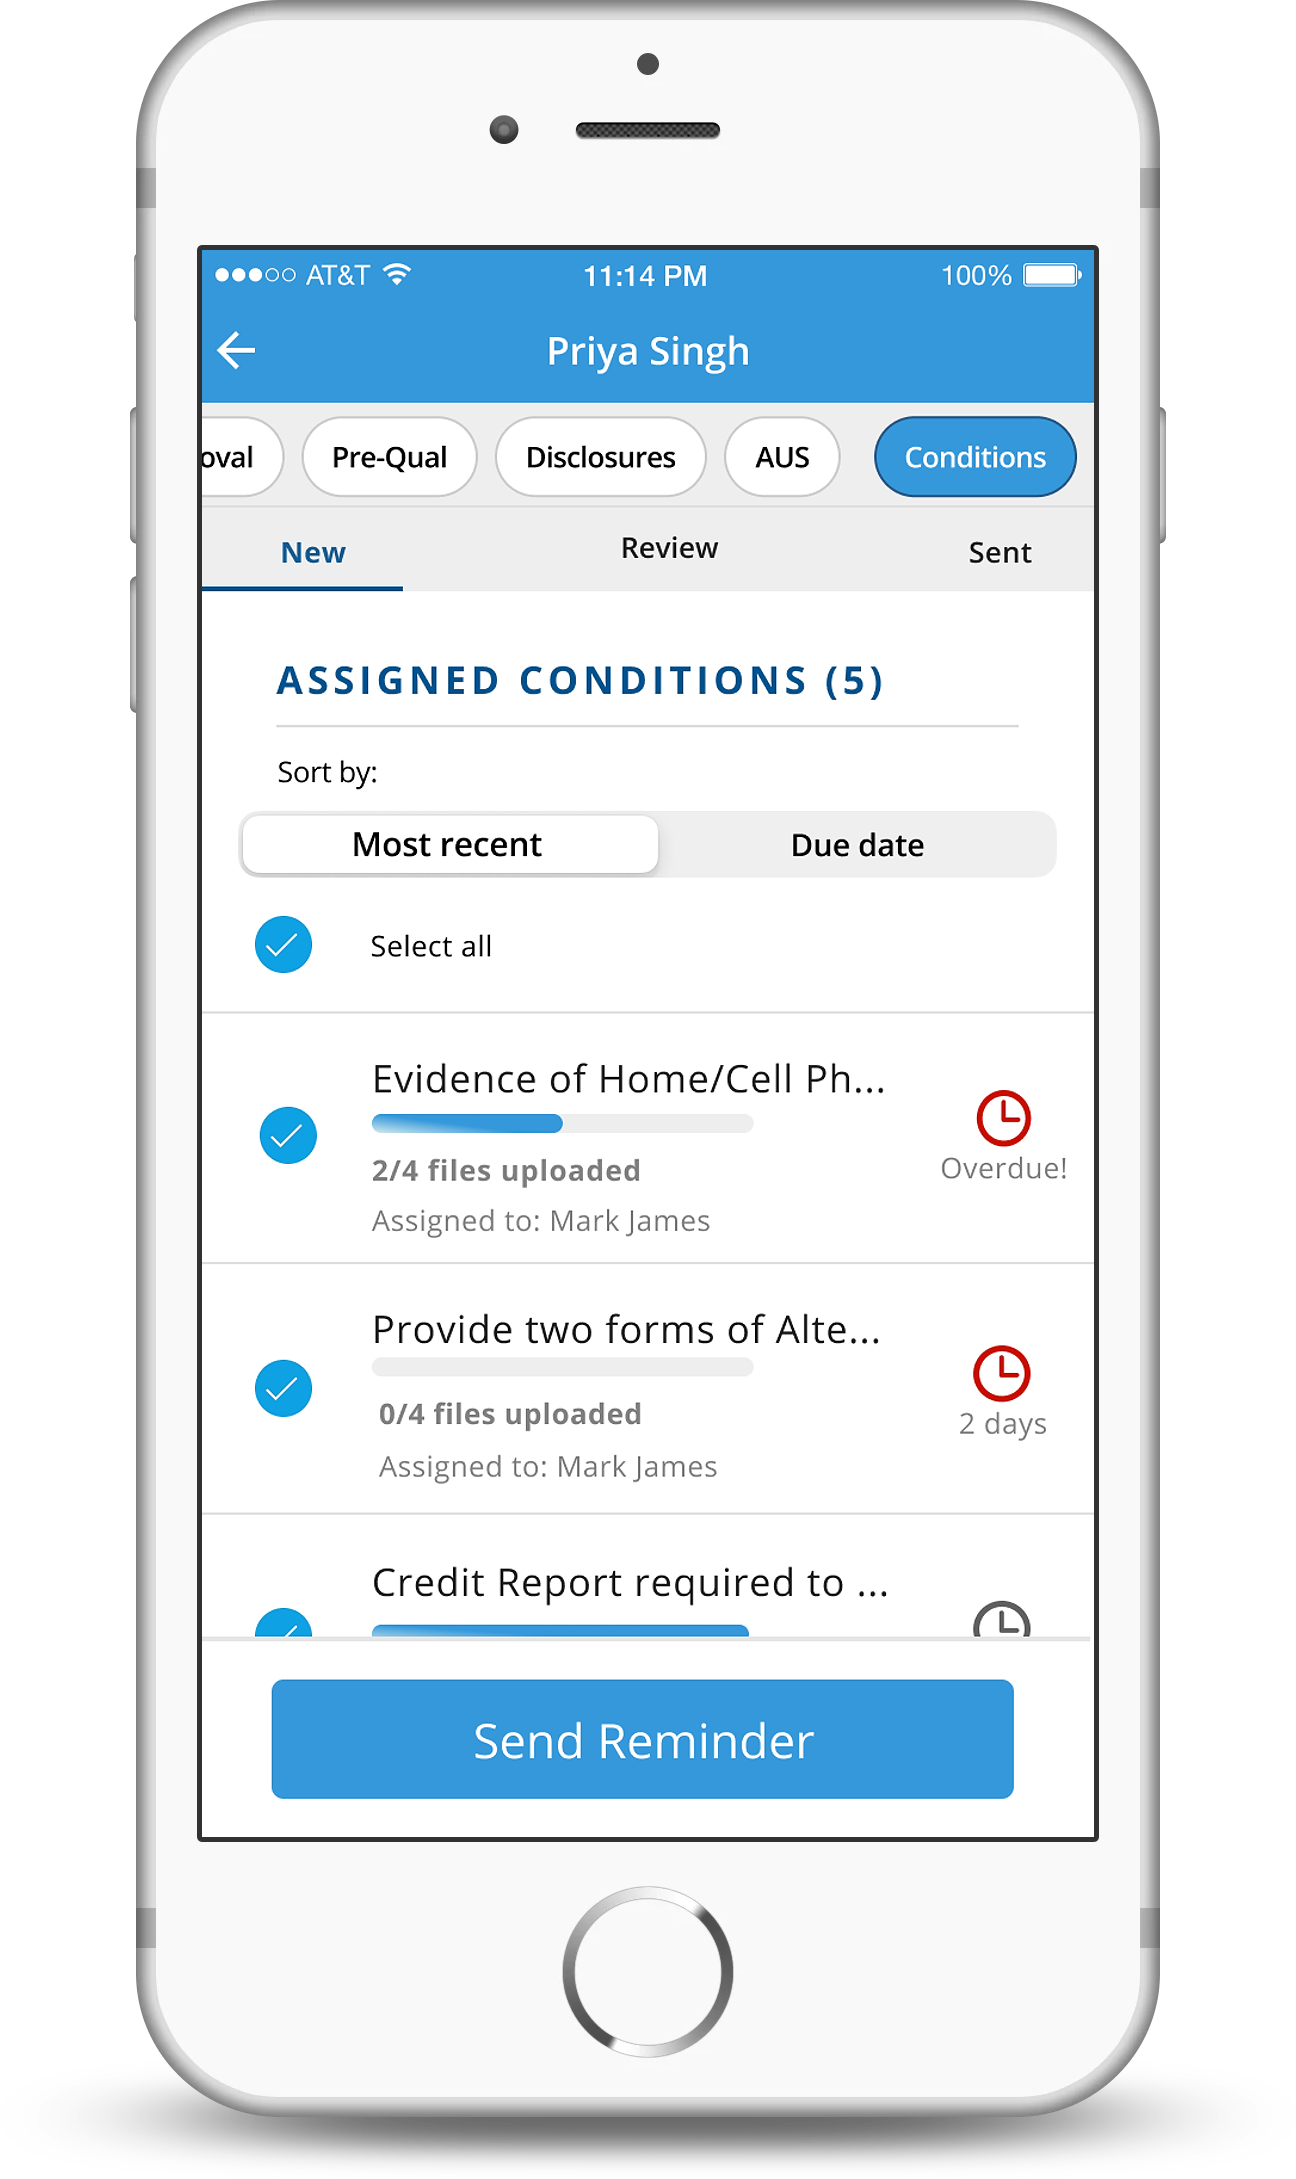 AT&T 11:14 PM 100%
Priya Singh
oval Pre-Qual Disclosures AUS Conditions
New Review Sent
ASSIGNED CONDITIONS (5)
Sort by:
Most recent Due date
Select all
Evidence of Home/Cell Ph...
2/4 files uploaded
Overdue!
Assigned to: Mark James
Provide two forms of Alte...
0/4 files uploaded
2 days
Assigned to: Mark James
Credit Report required to ...
Send Reminder